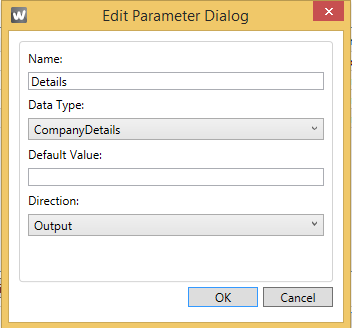 W
Edit Parameter Dialog
Name:
Details
Data Type:
CompanyDetails
Default Value:
Direction:
Output
OK
Cancel